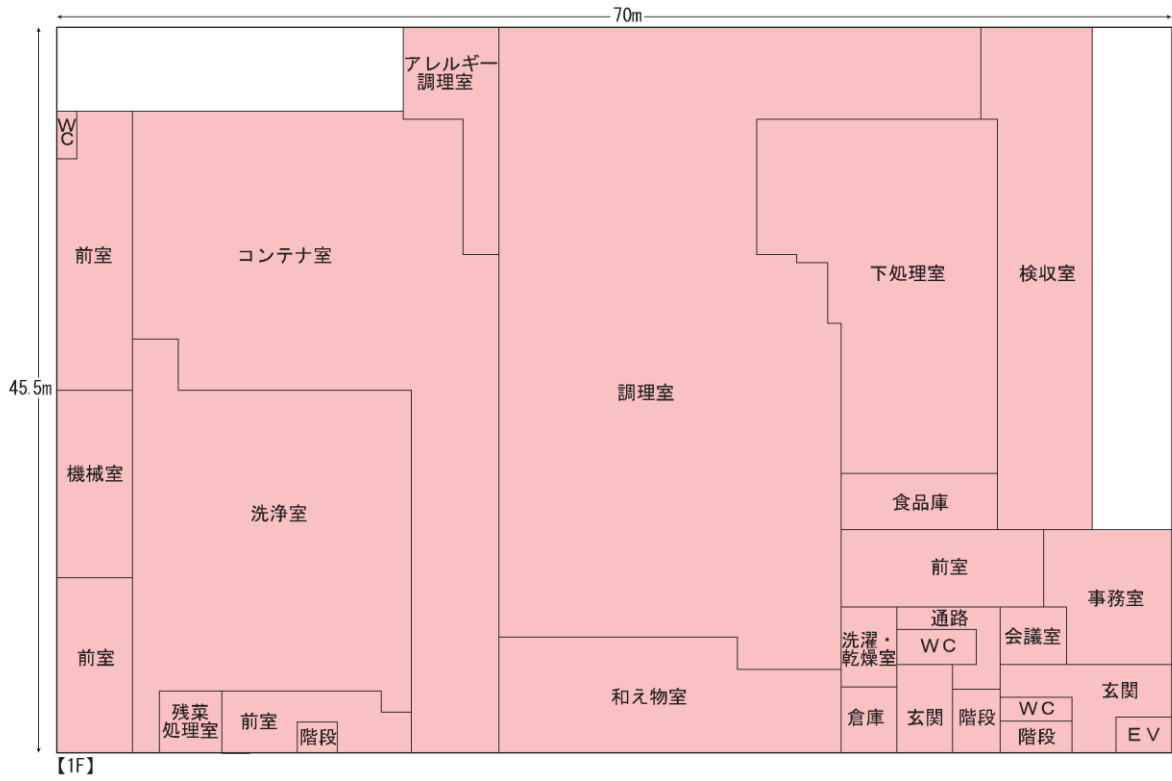 70m
アレルギー
調理室
WC
前室
コンテナ室
下処理室
検収室
45.5m
調理室
機械室
洗浄室
食品庫
前室
事務室
通路
洗濯・
乾燥室
WC
会議室
前室
和え物室
玄関
残菜
処理室
前室
階段
倉庫
玄関
階段
WC
階段
EV
【1F】